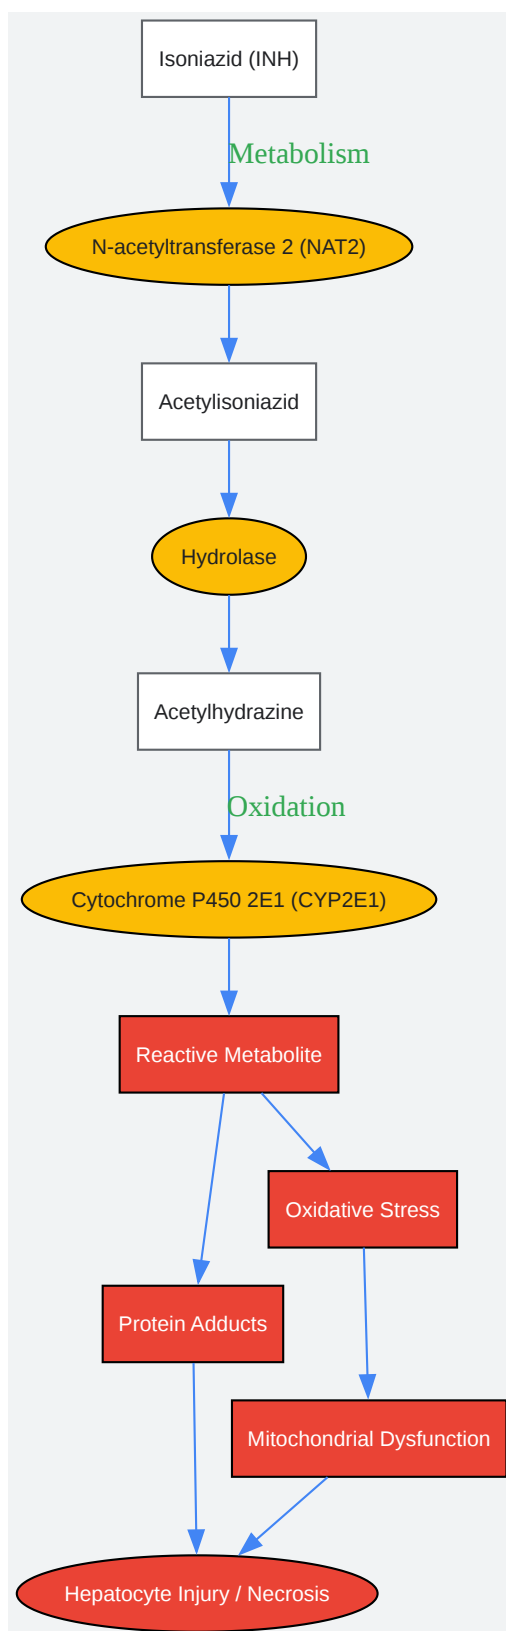 Isoniazid (INH)
Metabolism
N-acetyltransferase 2 (NAT2)
Acetylisoniazid
Hydrolase
Acetylhydrazine
Oxidation
Cytochrome P450 2E1 (CYP2E1)
Reactive Metabolite
Oxidative Stress
Protein Adducts
Mitochondrial Dysfunction
Hepatocyte Injury / Necrosis